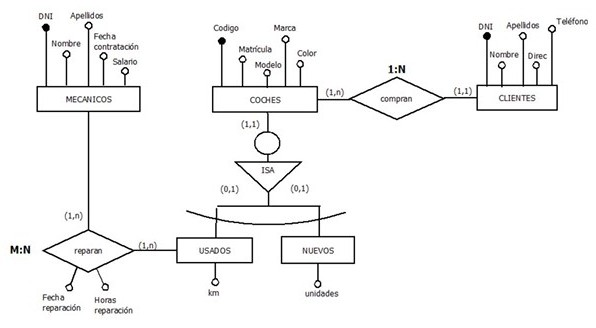 DNI
Nombre
Apellidos
Fecha
contratación
Salario
MECANICOS
Codigo
Matrícula
Modelo
Marca
Color
COCHES
(1,n)
1:N
compran
(1,1)
DNI
Nombre
Apellidos
Direc
Teléfono
CLIENTES
(1,1)
ISA
(0,1)
(0,1)
(1,n)
M:N
reparan
(1,n)
USADOS
NUEVOS
Fecha
reparación
Horas
reparación
km
unidades